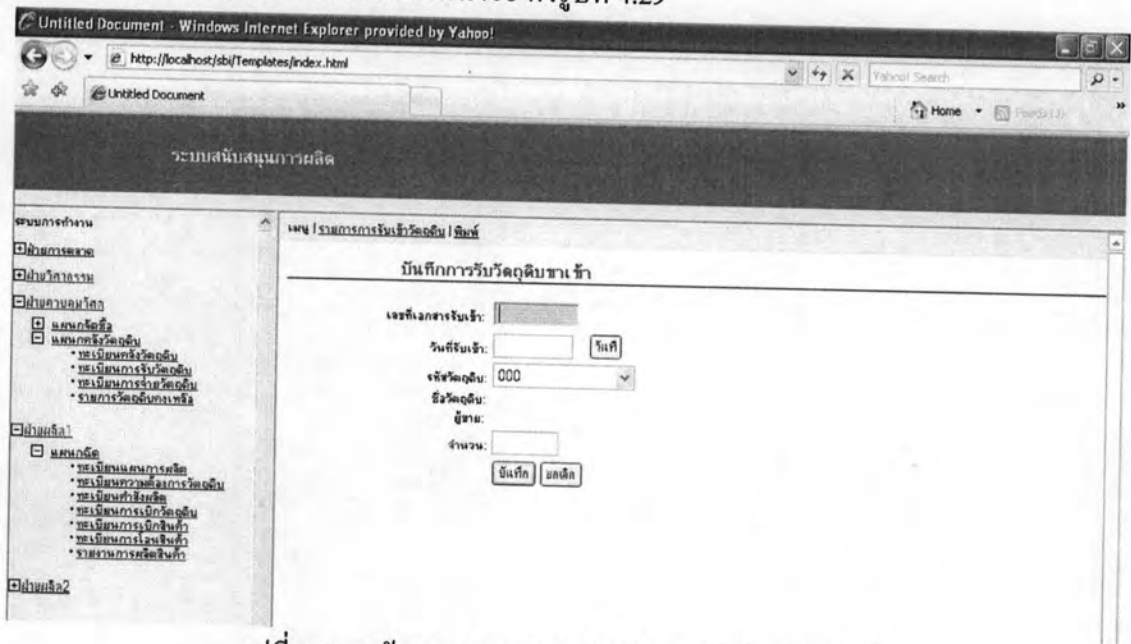 Untitled Document - Windows Internet Explorer provided by Yahoo!
http://localhost/sbi/Templates/index.html
Yahoo! Search
Untitled Document
Home
ระบบสนับสนุนการผลิต
ระบบการทำงาน
ฝ่ายการตลาด
ฝ่ายวิศวกรรม
ฝ่ายควบคุมวัสดุ
แผนกจัดซื้อ
แผนกคลังวัตถุดิบ
ทะเบียนคลังวัตถุดิบ
ทะเบียนการรับวัตถุดิบ
ทะเบียนการจ่ายวัตถุดิบ
รายการวัตถุดิบคงเหลือ
ฝ่ายผลิต1
แผนกฉีด
ทะเบียนแผนการผลิต
ทะเบียนความต้องการวัตถุดิบ
ทะเบียนคำสั่งผลิต
ทะเบียนการเบิกวัตถุดิบ
ทะเบียนการเบิกสินค้า
ทะเบียนการโอนสินค้า
รายงานการผลิตสินค้า
ฝ่ายผลิต2
เมนู | รายการการรับเข้าวัตถุดิบ | พิมพ์
บันทึกการรับวัตถุดิบขาเข้า
เลขที่เอกสารรับเข้า:
วันที่รับเข้า: วันที่
รหัสวัตถุดิบ: 000
ชื่อวัตถุดิบ:
ผู้ขาย:
จำนวน:
บันทึก ยกเลิก